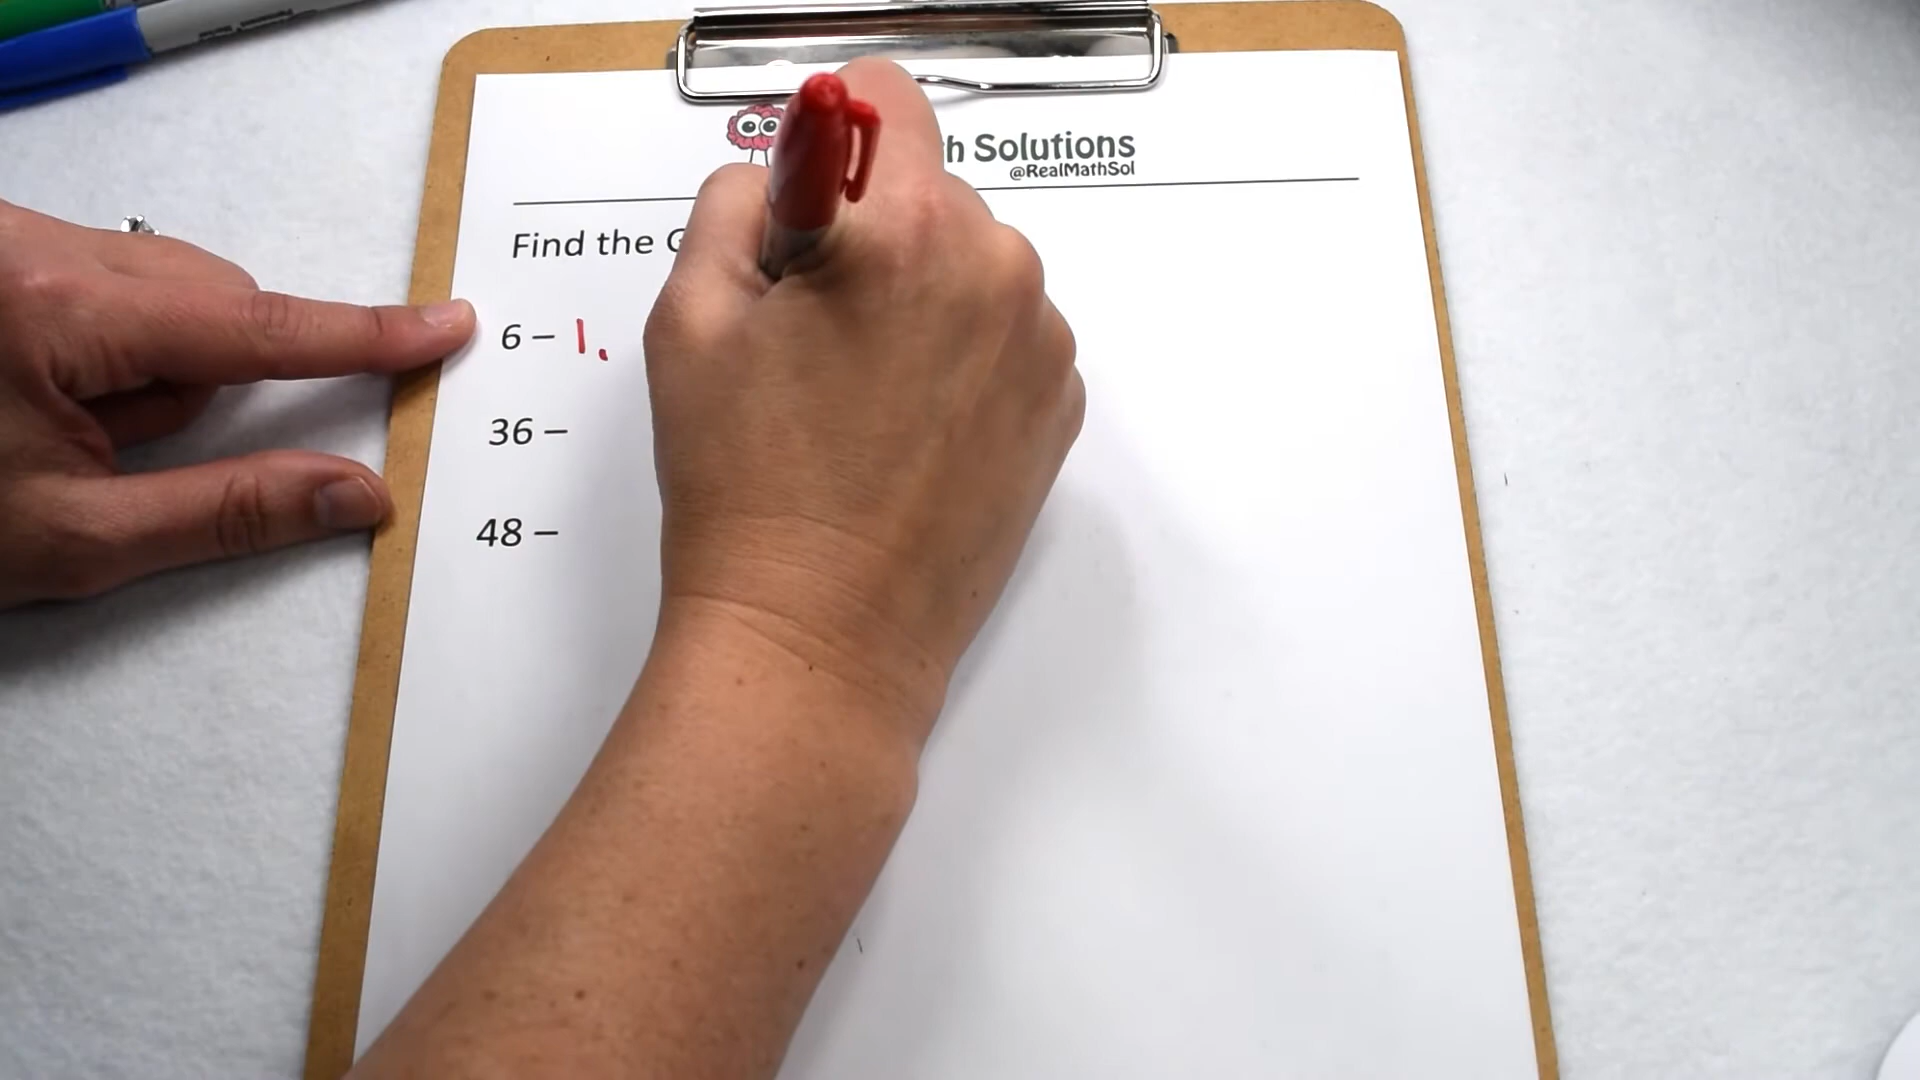 h Solutions
@RealMathSol
Find the
6 – 1,
36 –
48 –